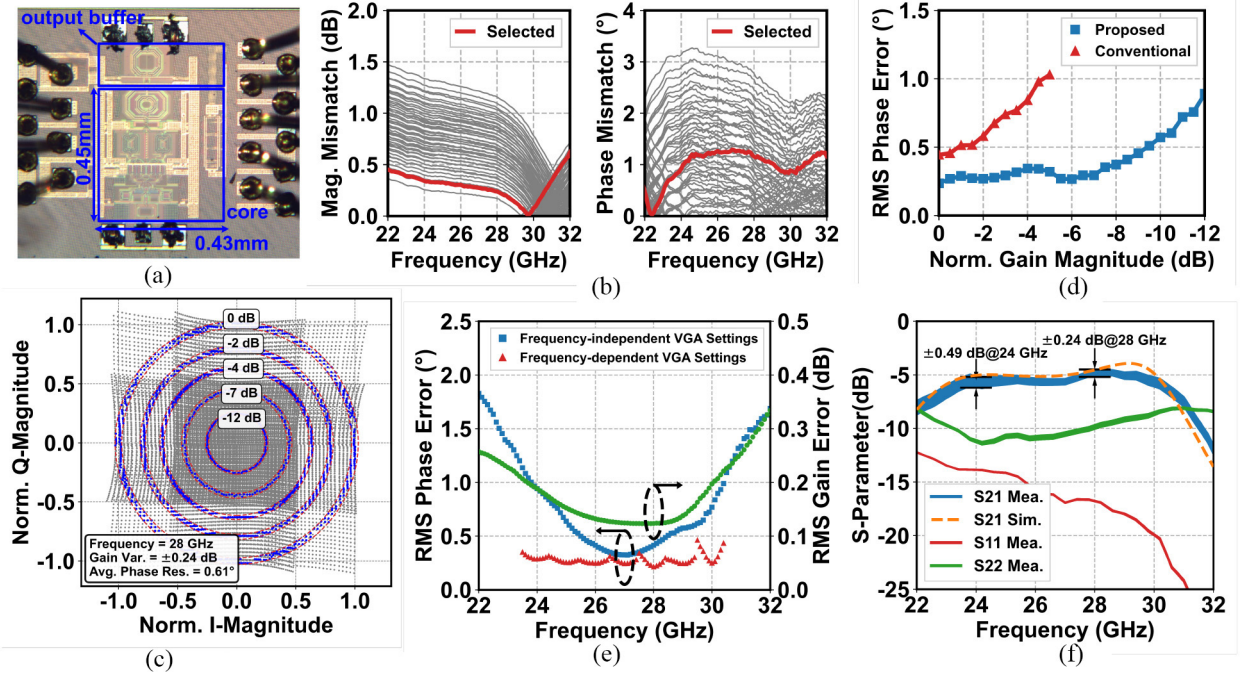 output buffer
0.45mm
core
0.43mm
(a)
Mag. Mismatch (dB)
2.0
1.5
1.0
0.5
0.0
Selected
22 24 26 28 30 32
Frequency (GHz)
Phase Mismatch (°)
4
3
2
1
0
Selected
22 24 26 28 30 32
Frequency (GHz)
(b)
RMS Phase Error (°)
1.5
1.0
0.5
0.0
Proposed
Conventional
0 -2 -4 -6 -8 -10 -12
Norm. Gain Magnitude (dB)
(d)
Norm. Q-Magnitude
1.0
0.5
0.0
-0.5
-1.0
0 dB
-2 dB
-4 dB
-7 dB
-12 dB
Frequency = 28 GHz
Gain Var. = ±0.24 dB
Avg. Phase Res. = 0.61°
-1.0 -0.5 0.0 0.5 1.0
Norm. I-Magnitude
(c)
RMS Phase Error (°)
2.5
2.0
1.5
1.0
0.5
0.0
Frequency-independent VGA Settings
Frequency-dependent VGA Settings
0.5
0.4
0.3
0.2
0.1
0.0
RMS Gain Error (dB)
22 24 26 28 30 32
Frequency (GHz)
(e)
S-Parameter(dB)
0
-5
-10
-15
-20
-25
±0.49 dB@24 GHz
±0.24 dB@28 GHz
S21 Mea.
S21 Sim.
S11 Mea.
S22 Mea.
22 24 26 28 30 32
Frequency (GHz)
(f)